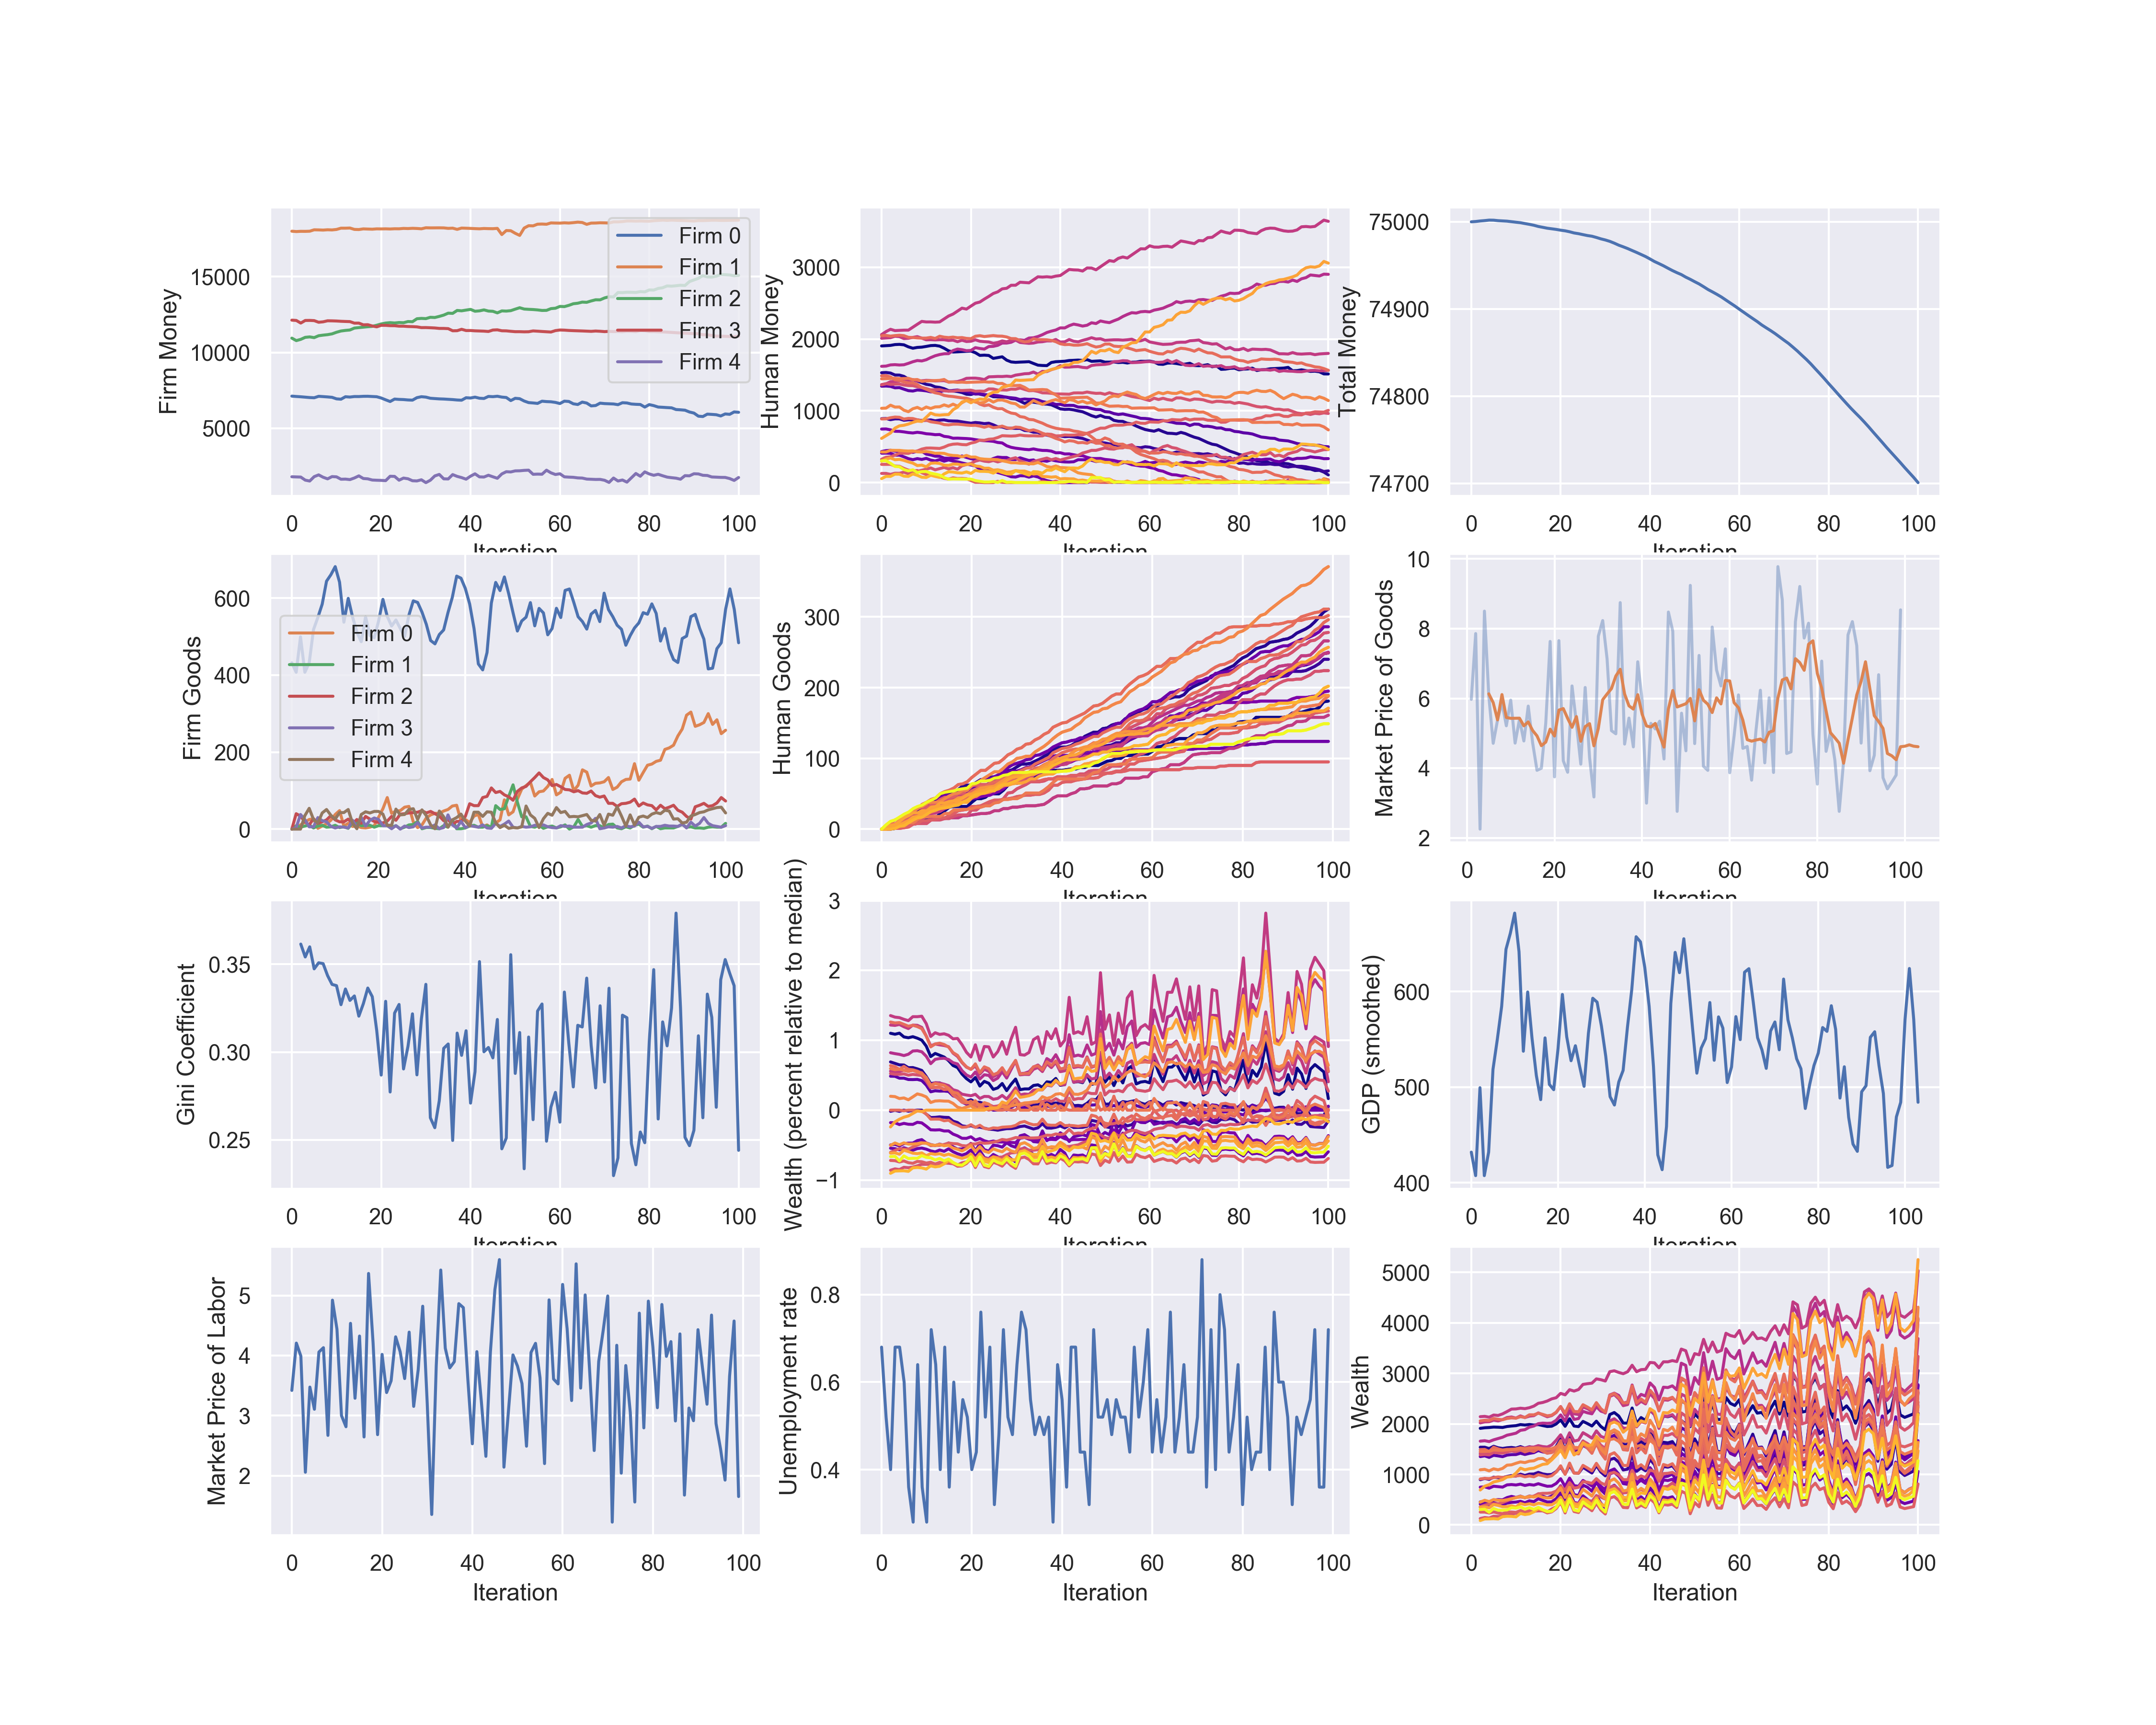 Firm Money
15000
10000
5000
0 20 40 60 80 100
Iteration
Firm 0
Firm 1
Firm 2
Firm 3
Firm 4
Human Money
3000
2000
1000
0
0 20 40 60 80 100
Iteration
Total Money
75000
74900
74800
74700
0 20 40 60 80 100
Iteration
Firm Goods
600
400
200
0
0 20 40 60 80 100
Iteration
Firm 0
Firm 1
Firm 2
Firm 3
Firm 4
Human Goods
300
200
100
0
0 20 40 60 80 100
Iteration
Market Price of Goods
10
8
6
4
2
0 20 40 60 80 100
Iteration
Gini Coefficient
0.35
0.30
0.25
0 20 40 60 80 100
Iteration
Wealth (percent relative to median)
3
2
1
0
−1
0 20 40 60 80 100
Iteration
GDP (smoothed)
600
500
400
0 20 40 60 80 100
Iteration
Market Price of Labor
5
4
3
2
0 20 40 60 80 100
Iteration
Unemployment rate
0.8
0.6
0.4
0 20 40 60 80 100
Iteration
Wealth
5000
4000
3000
2000
1000
0
0 20 40 60 80 100
Iteration